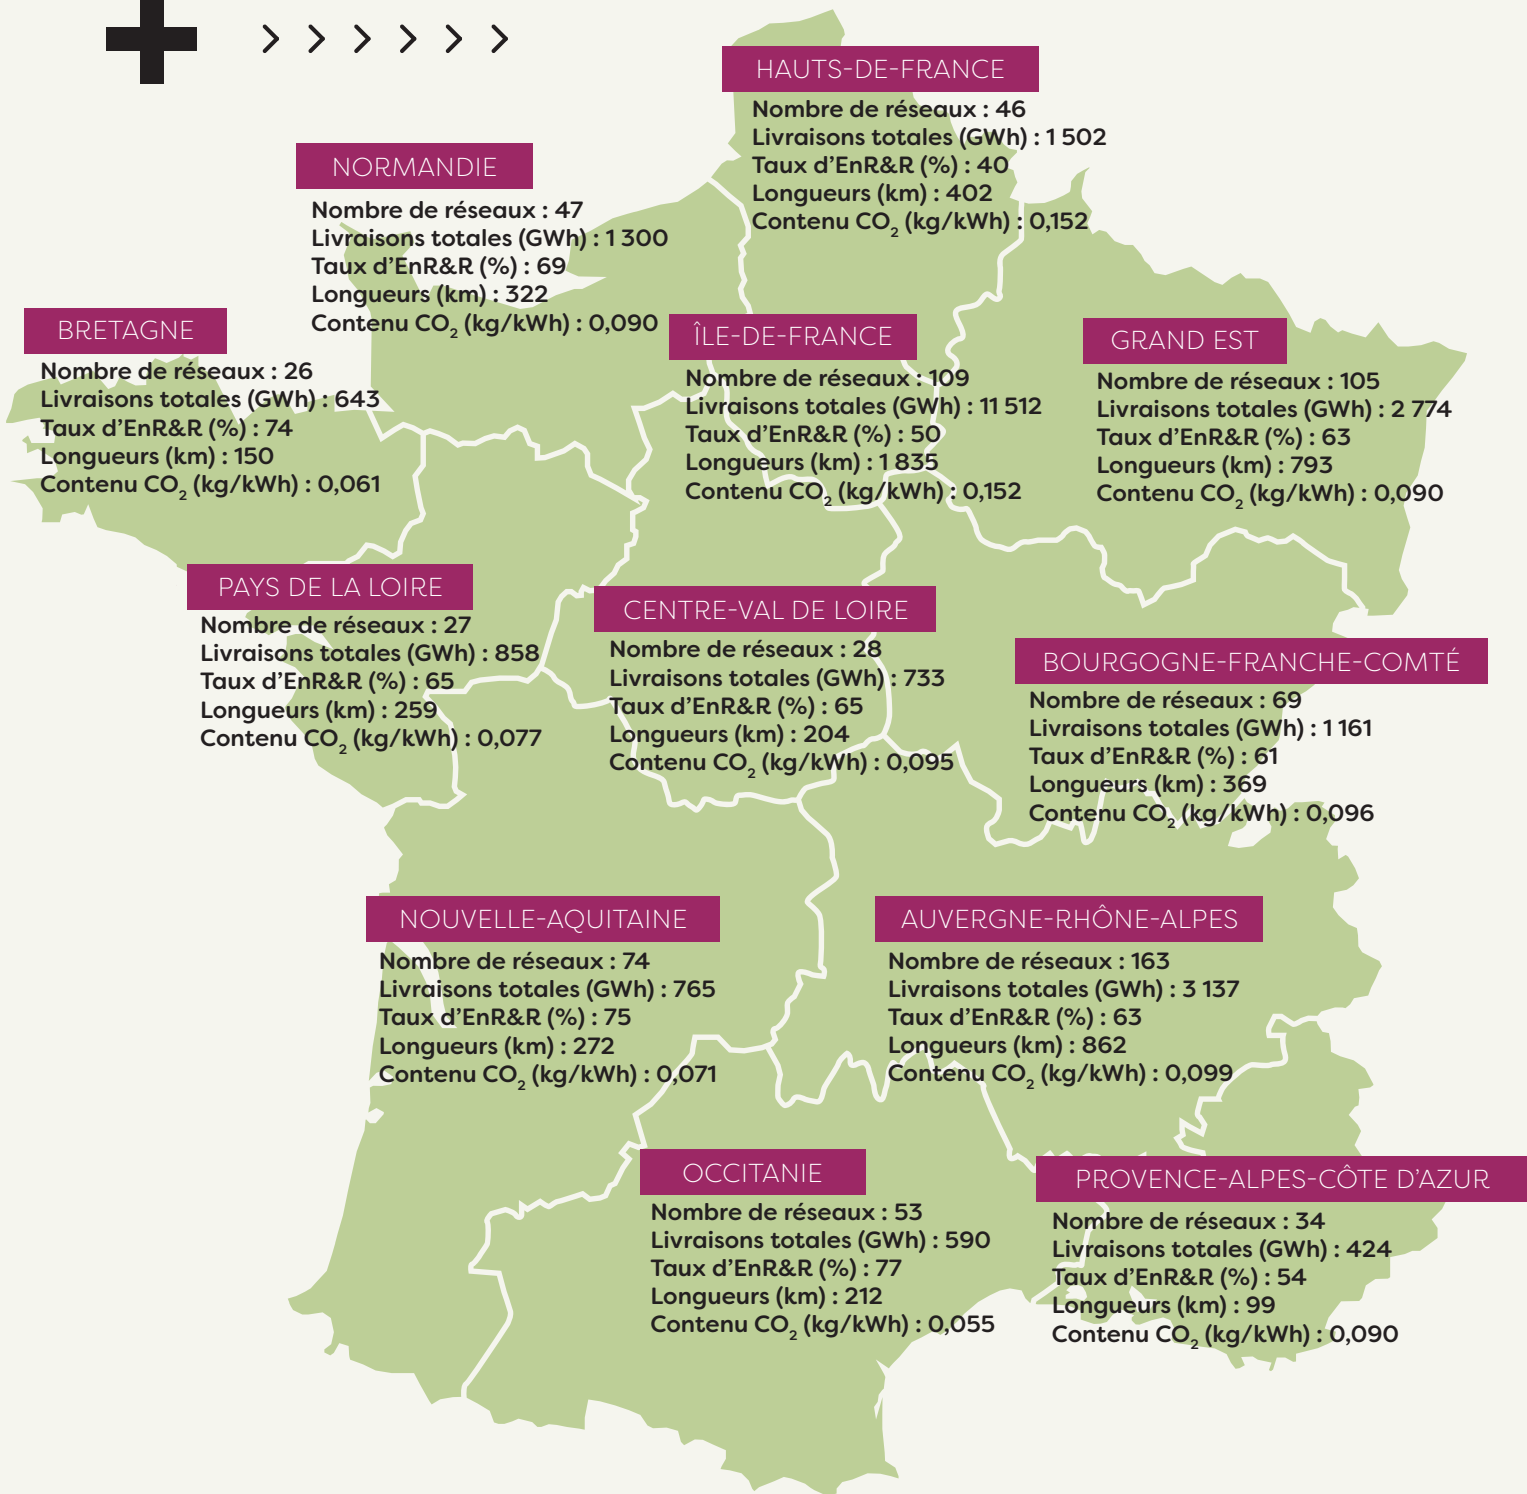 HAUTS-DE-FRANCE
Nombre de réseaux : 46
Livraisons totales (GWh) : 1 502
Taux d'EnR&R (%) : 40
Longueurs (km) : 402
Contenu CO₂ (kg/kWh) : 0,152
NORMANDIE
Nombre de réseaux : 47
Livraisons totales (GWh) : 1 300
Taux d'EnR&R (%) : 69
Longueurs (km) : 322
Contenu CO₂ (kg/kWh) : 0,090
BRETAGNE
Nombre de réseaux : 26
Livraisons totales (GWh) : 643
Taux d'EnR&R (%) : 74
Longueurs (km) : 150
Contenu CO₂ (kg/kWh) : 0,061
ÎLE-DE-FRANCE
Nombre de réseaux : 109
Livraisons totales (GWh) : 11 512
Taux d'EnR&R (%) : 50
Longueurs (km) : 1 835
Contenu CO₂ (kg/kWh) : 0,152
GRAND EST
Nombre de réseaux : 105
Livraisons totales (GWh) : 2 774
Taux d'EnR&R (%) : 63
Longueurs (km) : 793
Contenu CO₂ (kg/kWh) : 0,090
PAYS DE LA LOIRE
Nombre de réseaux : 27
Livraisons totales (GWh) : 858
Taux d'EnR&R (%) : 65
Longueurs (km) : 259
Contenu CO₂ (kg/kWh) : 0,077
CENTRE-VAL DE LOIRE
Nombre de réseaux : 28
Livraisons totales (GWh) : 733
Taux d'EnR&R (%) : 65
Longueurs (km) : 204
Contenu CO₂ (kg/kWh) : 0,095
BOURGOGNE-FRANCHE-COMTÉ
Nombre de réseaux : 69
Livraisons totales (GWh) : 1 161
Taux d'EnR&R (%) : 61
Longueurs (km) : 369
Contenu CO₂ (kg/kWh) : 0,096
NOUVELLE-AQUITAINE
Nombre de réseaux : 74
Livraisons totales (GWh) : 765
Taux d'EnR&R (%) : 75
Longueurs (km) : 272
Contenu CO₂ (kg/kWh) : 0,071
AUVERGNE-RHÔNE-ALPES
Nombre de réseaux : 163
Livraisons totales (GWh) : 3 137
Taux d'EnR&R (%) : 63
Longueurs (km) : 862
Contenu CO₂ (kg/kWh) : 0,099
OCCITANIE
Nombre de réseaux : 53
Livraisons totales (GWh) : 590
Taux d'EnR&R (%) : 77
Longueurs (km) : 212
Contenu CO₂ (kg/kWh) : 0,055
PROVENCE-ALPES-CÔTE D'AZUR
Nombre de réseaux : 34
Livraisons totales (GWh) : 424
Taux d'EnR&R (%) : 54
Longueurs (km) : 99
Contenu CO₂ (kg/kWh) : 0,090